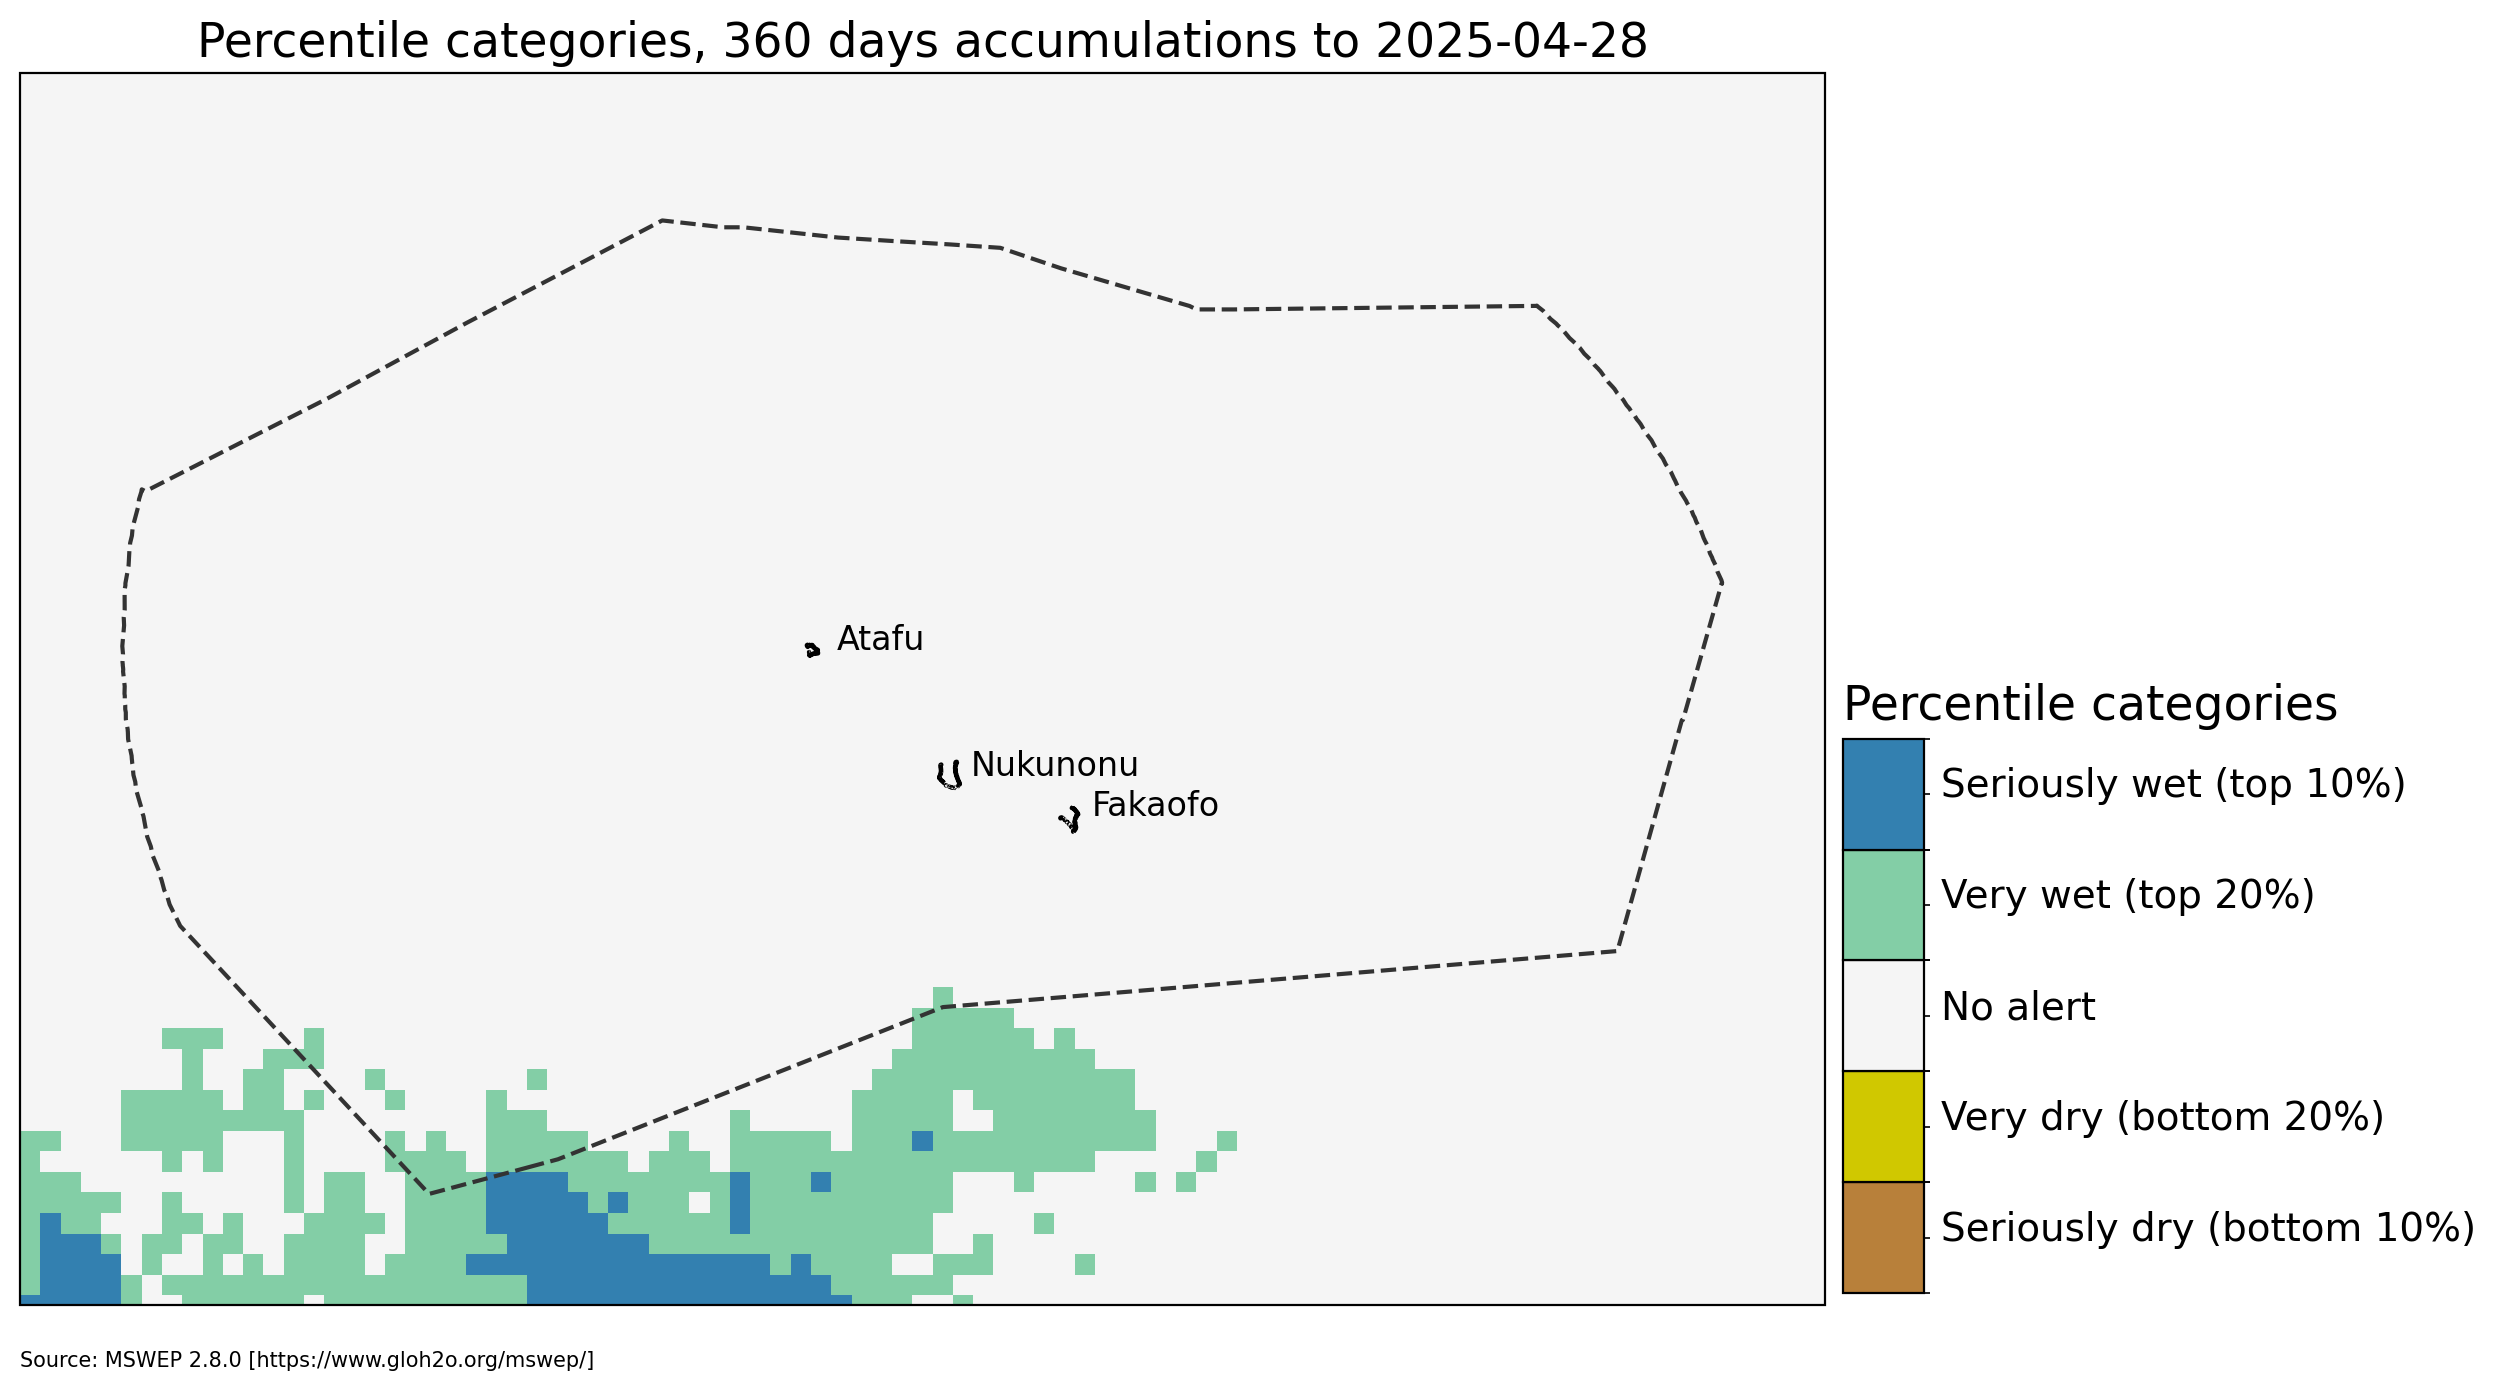 Percentile categories, 360 days accumulations to 2025-04-28
Atafu
Nukunonu
Fakaofo
Percentile categories
Seriously wet (top 10%)
Very wet (top 20%)
No alert
Very dry (bottom 20%)
Seriously dry (bottom 10%)
Source: MSWEP 2.8.0 [https://www.gloh2o.org/mswep/]